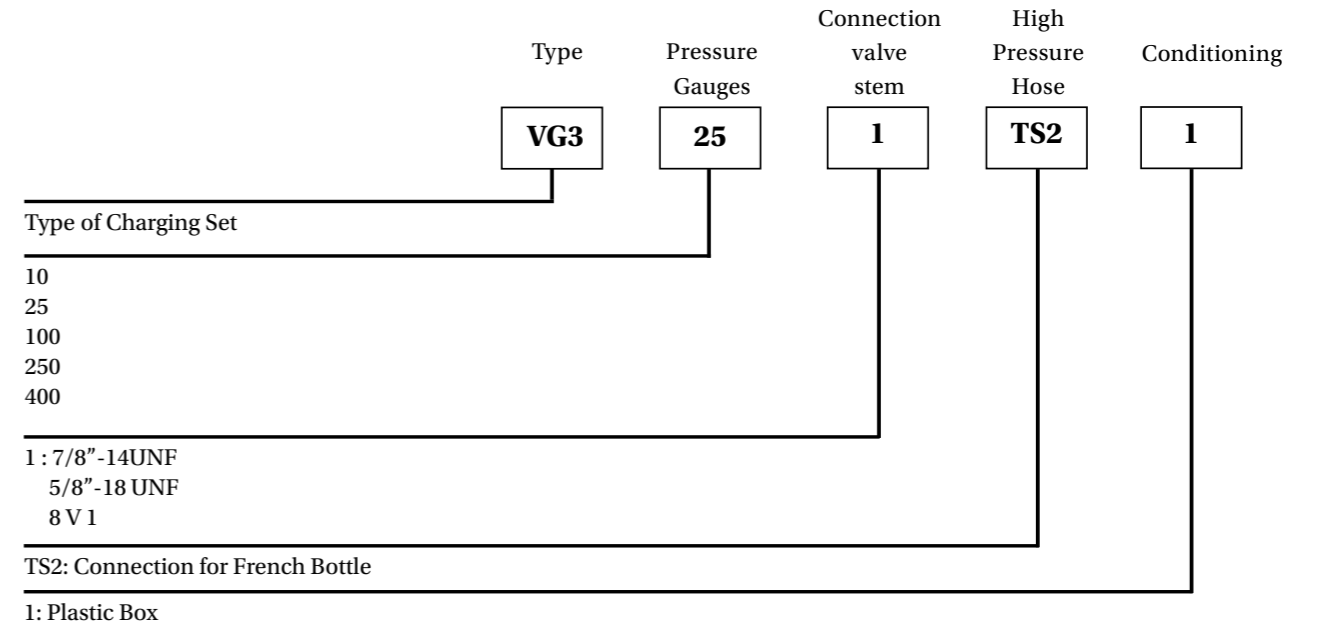 Connection
High
Type
Pressure
valve
Pressure
Conditioning
Gauges
stem
Hose
VG3
25
1
TS2
1
Type of Charging Set
10
25
100
250
400
1 : 7/8”-14UNF
5/8”-18 UNF
8 V 1
TS2: Connection for French Bottle
1: Plastic Box